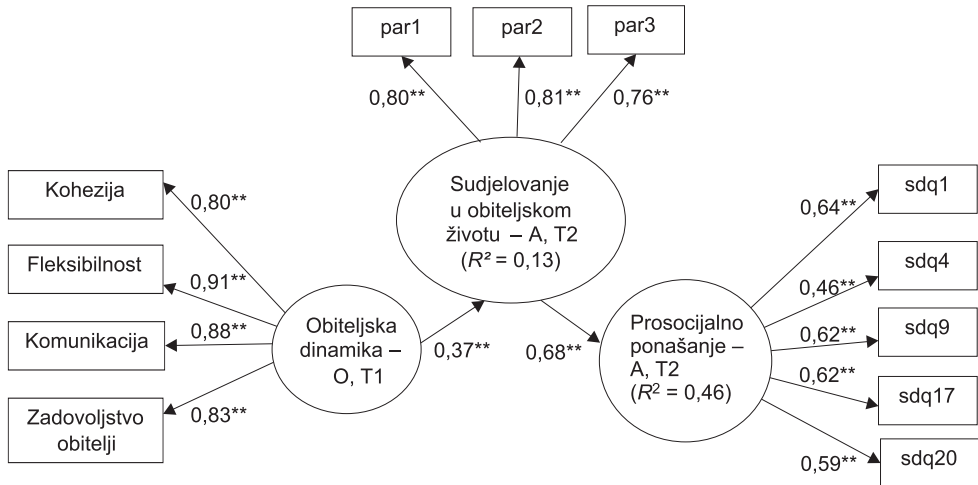 par1
par2
par3
0,80**
0,81**
0,76**
Kohezija
Fleksibilnost
Komunikacija
Zadovoljstvo
obitelji
0,80**
0,91**
0,88**
0,83**
Obiteljska
dinamika –
O, T1
0,37**
Sudjelovanje
u obiteljskom
životu – A, T2
(R² = 0,13)
0,68**
Prosocijalno
ponašanje –
A, T2
(R² = 0,46)
0,64**
0,46**
0,62**
0,62**
0,59**
sdq1
sdq4
sdq9
sdq17
sdq20